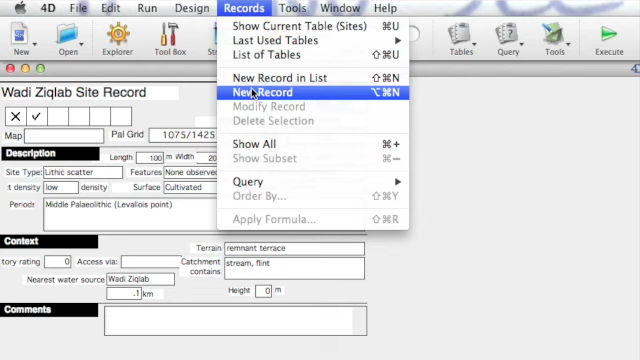 4D File Edit Run Design Records Tools Window Help
New Open Explorer Tool Box Tables Query Tools Execute
Show Current Table (Sites) ⌘U
Last Used Tables
List of Tables ⇧⌘U
New Record in List ⇧⌘N
New Record ⌥⌘N
Modify Record
Delete Selection
Show All ⌘+
Show Subset ⌘−
Query
Order By... ⇧⌘Y
Apply Formula... ⇧⌘R
Wadi Ziqlab Site Record
Map Pal Grid 1075/1425
Description Length 100 m Width 20
Site Type: Lithic scatter Features None observed
t density low density Surface Cultivated
Periods Middle Palaeolithic (Levallois point)
Context
Terrain remnant terrace
tory rating 0 Access via: Catchment contains stream, flint
Nearest water source Wadi Ziqlab
.1 km Height 0 m
Comments